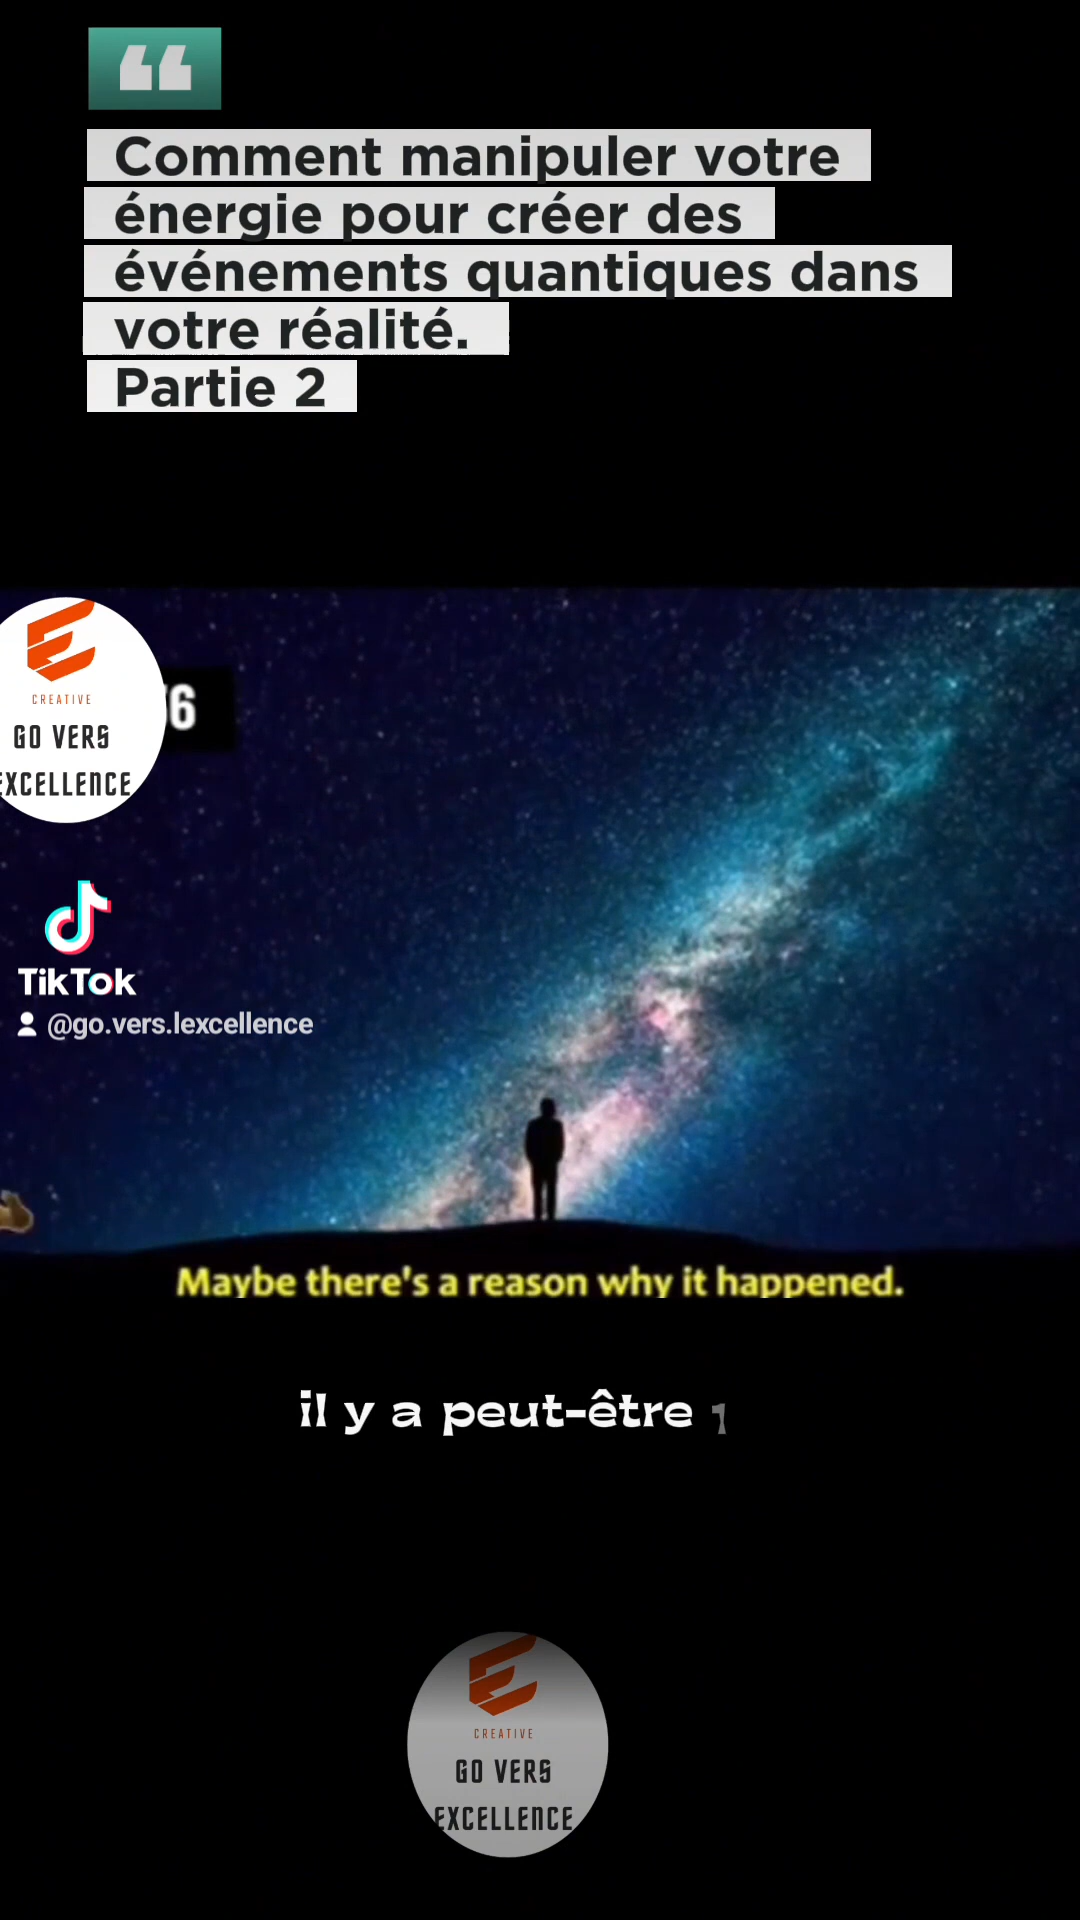 Comment manipuler votre
énergie pour créer des
événements quantiques dans
votre réalité.
Partie 2
6
CREATIVE
GO VERS
EXCELLENCE
TikTok
@go.vers.lexcellence
Maybe there's a reason why it happened.
il y a peut-être
CREATIVE
GO VERS
EXCELLENCE